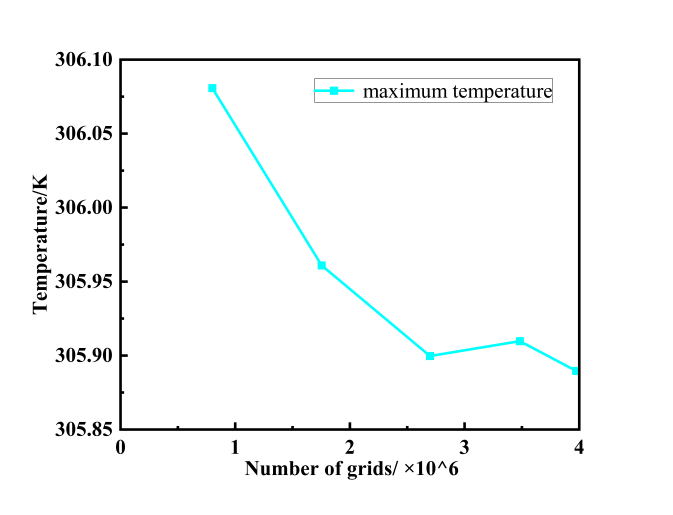 306.10
maximum temperature
306.05
306.00
305.95
305.90
305.85
Temperature/K
0 1 2 3 4
Number of grids/ ×10^6